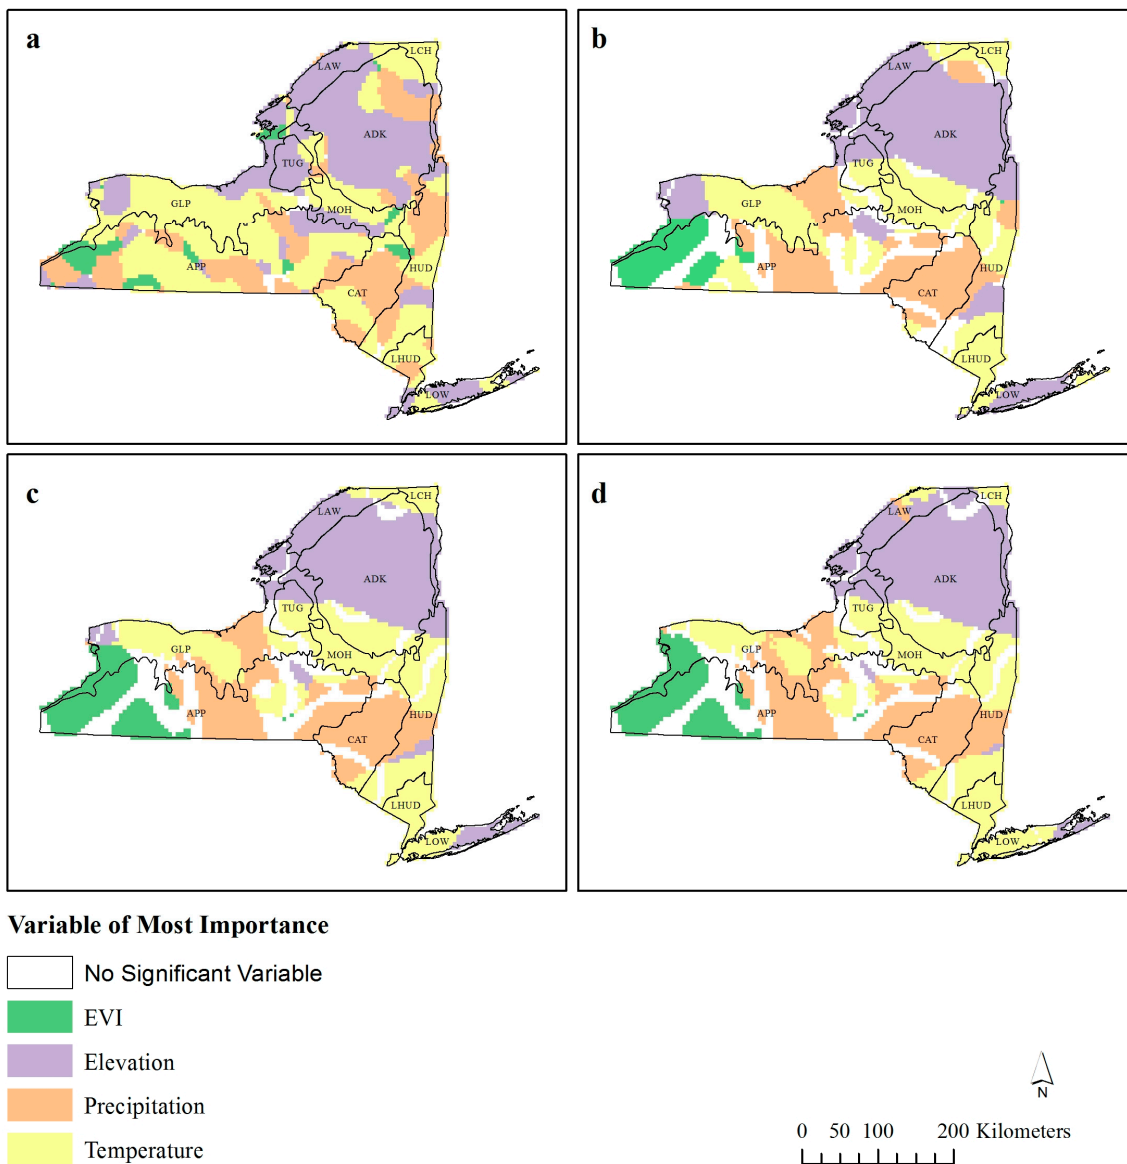 a
LCH
LAW
ADK
TUG
GLP
MOH
APP
HUD
CAT
LHUD
LOW
b
LCH
LAW
ADK
TUG
GLP
MOH
APP
HUD
CAT
LHUD
LOW
c
LCH
LAW
ADK
TUG
GLP
MOH
APP
HUD
CAT
LHUD
LOW
d
LCH
LAW
ADK
TUG
GLP
MOH
APP
HUD
CAT
LHUD
LOW
Variable of Most Importance
No Significant Variable
EVI
Elevation
Precipitation
Temperature
N
0 50 100 200 Kilometers